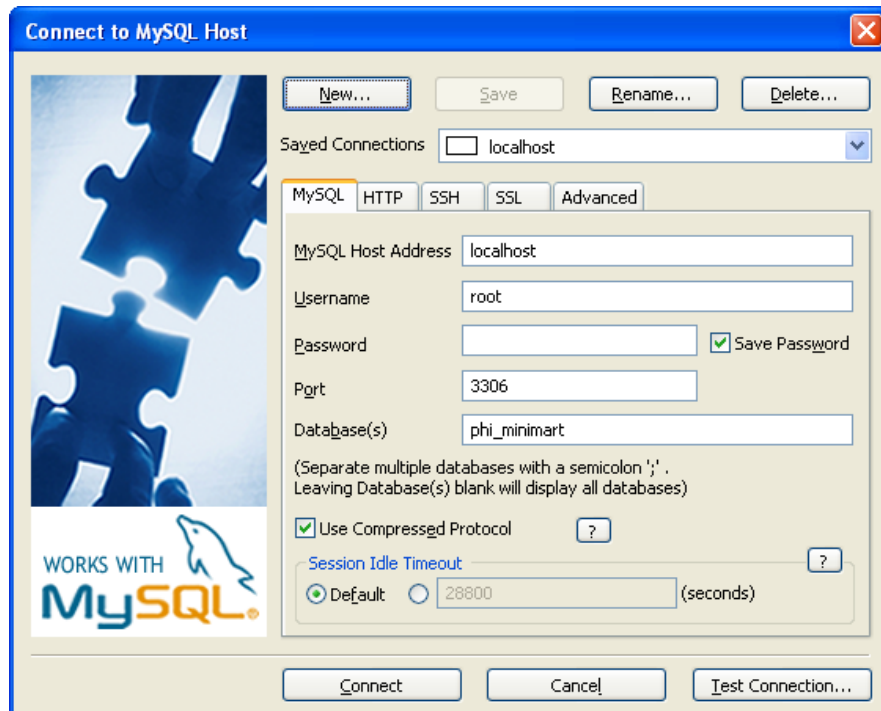 Connect to MySQL Host
New... Save Rename... Delete...
Saved Connections localhost
MySQL HTTP SSH SSL Advanced
MySQL Host Address localhost
Username root
Password Save Password
Port 3306
Database(s) phi_minimart
(Separate multiple databases with a semicolon ';' .
Leaving Database(s) blank will display all databases)
Use Compressed Protocol ?
Session Idle Timeout ?
Default 28800 (seconds)
WORKS WITH
MySQL.
Connect Cancel Test Connection...